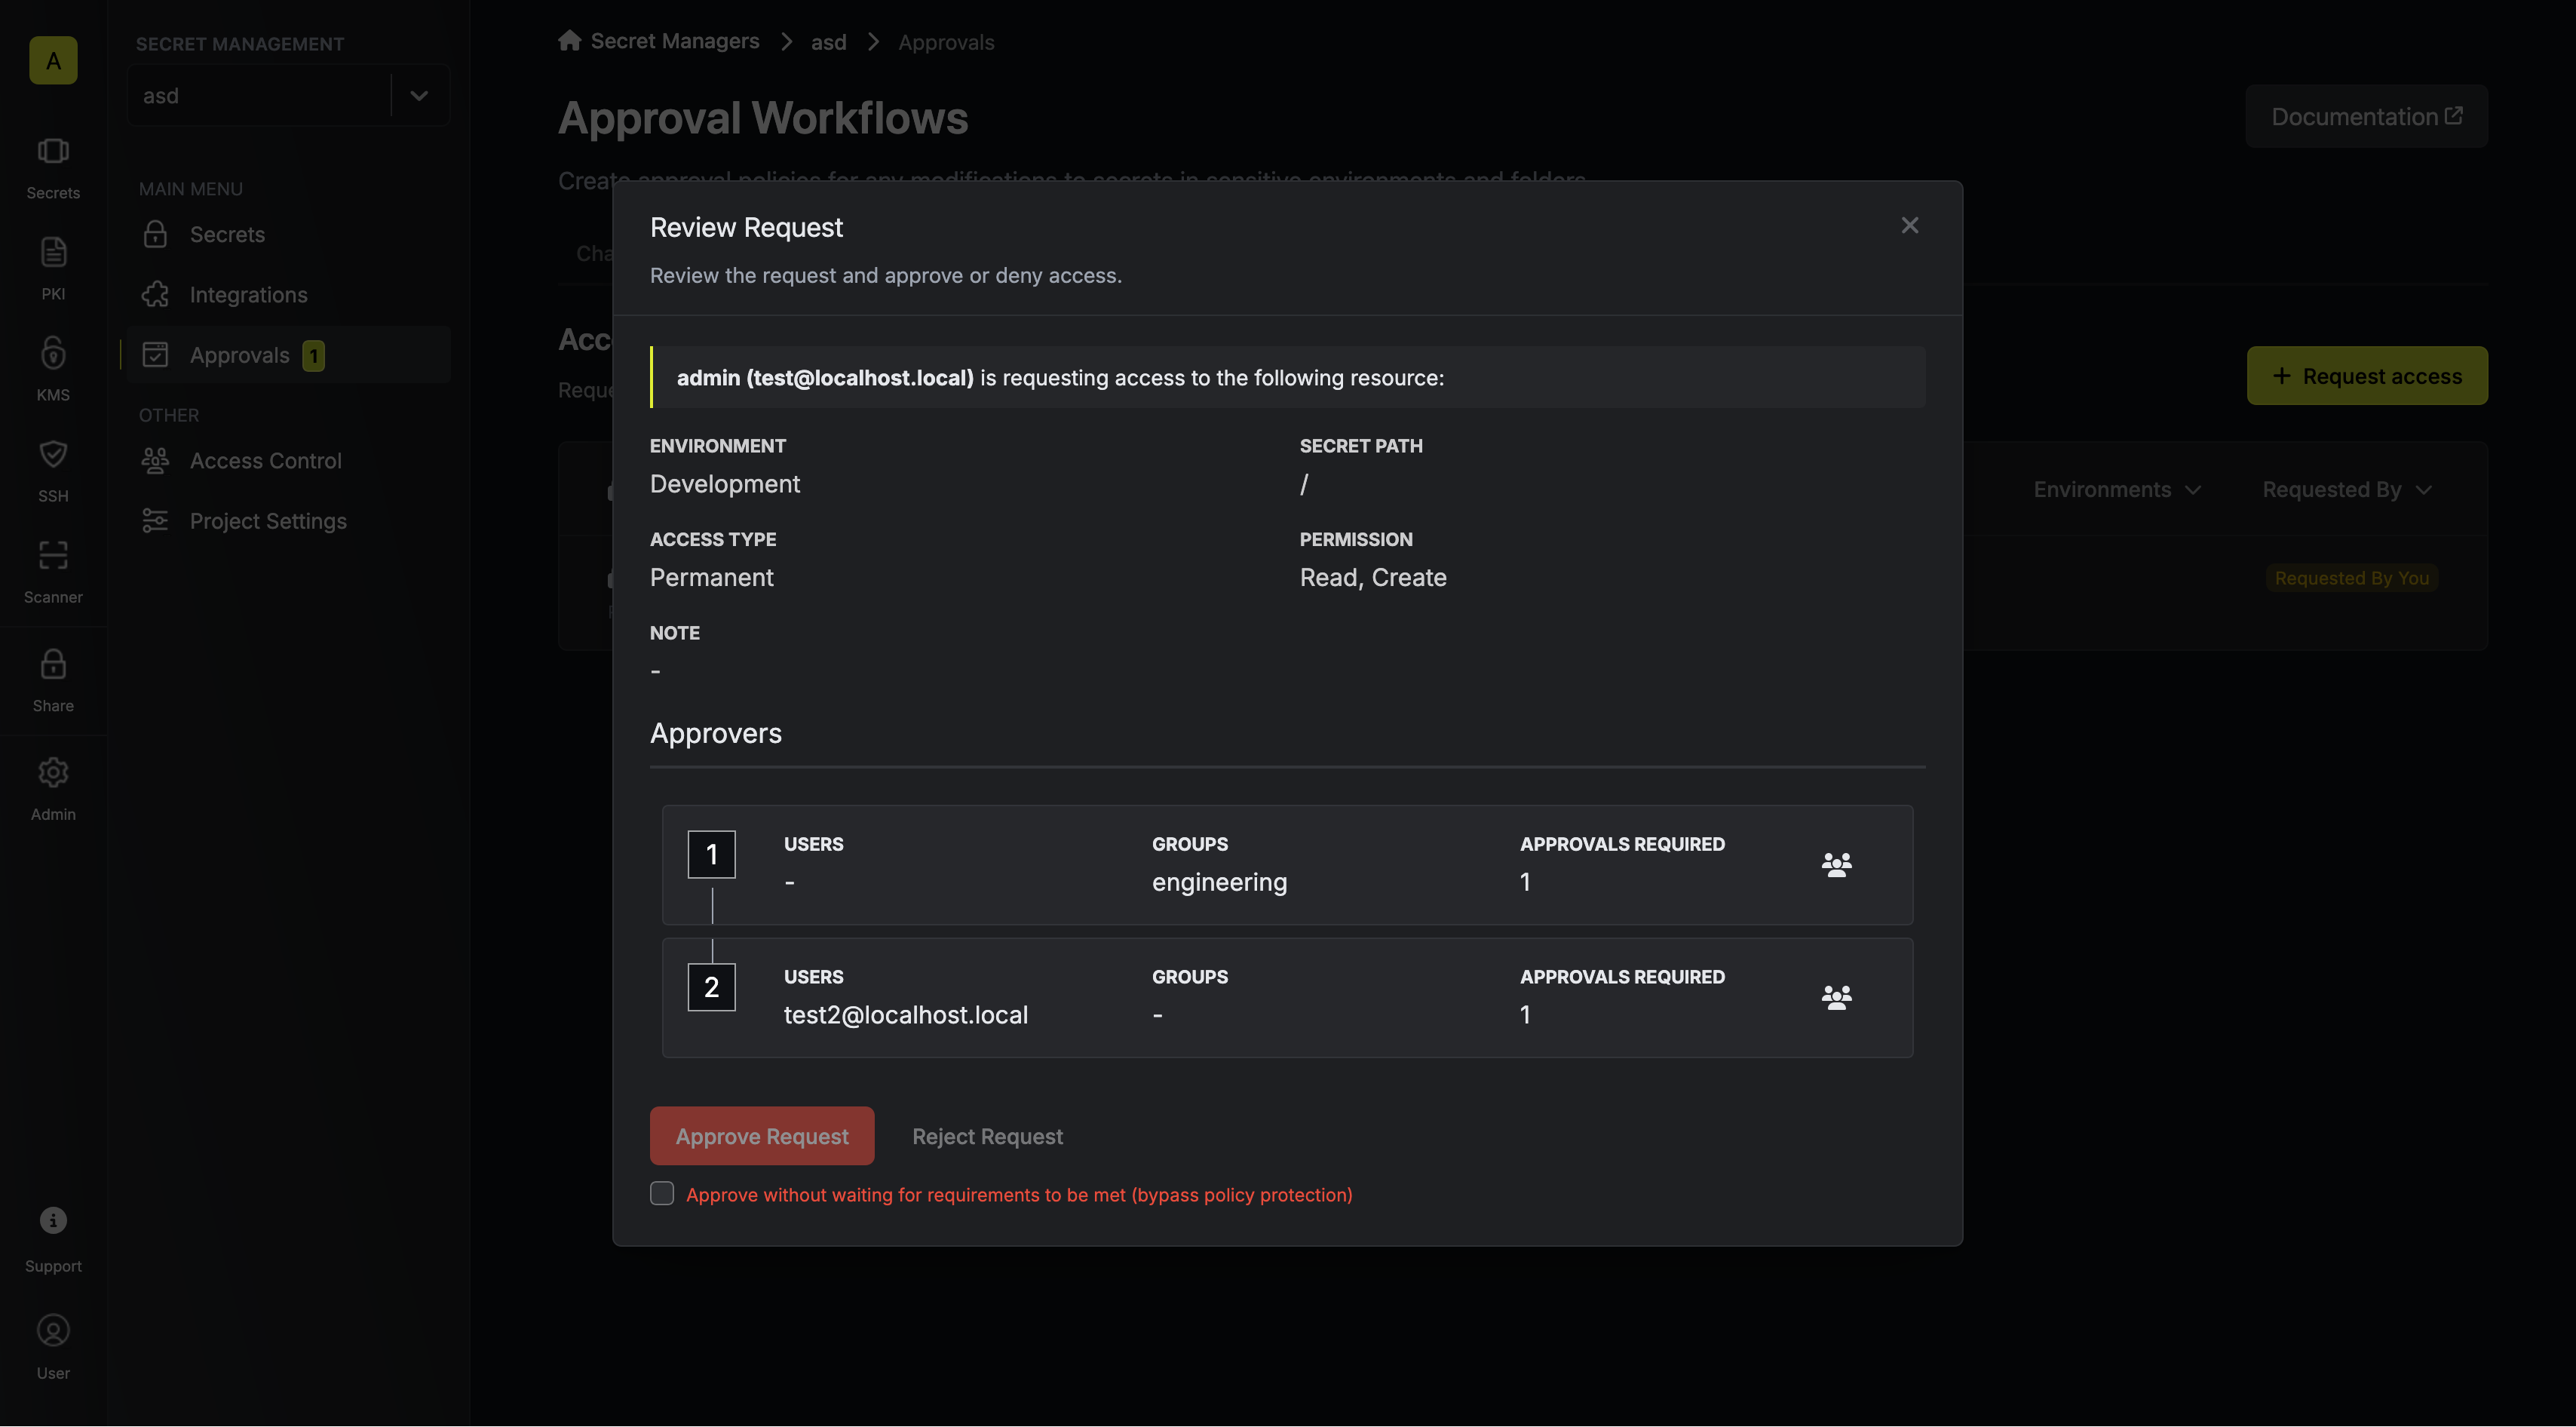 A
Secrets
PKI
KMS
SSH
Scanner
Share
Admin
Support
User
SECRET MANAGEMENT
asd
MAIN MENU
Secrets
Integrations
Approvals 1
OTHER
Access Control
Project Settings
Secret Managers > asd > Approvals
Approval Workflows
Documentation
Create approval policies for any modifications to secrets in sensitive environments and folders.
+ Request access
Environments
Requested By
Requested By You
Review Request
Review the request and approve or deny access.
admin (test@localhost.local) is requesting access to the following resource:
ENVIRONMENT
Development
SECRET PATH
/
ACCESS TYPE
Permanent
PERMISSION
Read, Create
NOTE
-
Approvers
1
USERS
-
GROUPS
engineering
APPROVALS REQUIRED
1
2
USERS
test2@localhost.local
GROUPS
-
APPROVALS REQUIRED
1
Approve Request
Reject Request
Approve without waiting for requirements to be met (bypass policy protection)